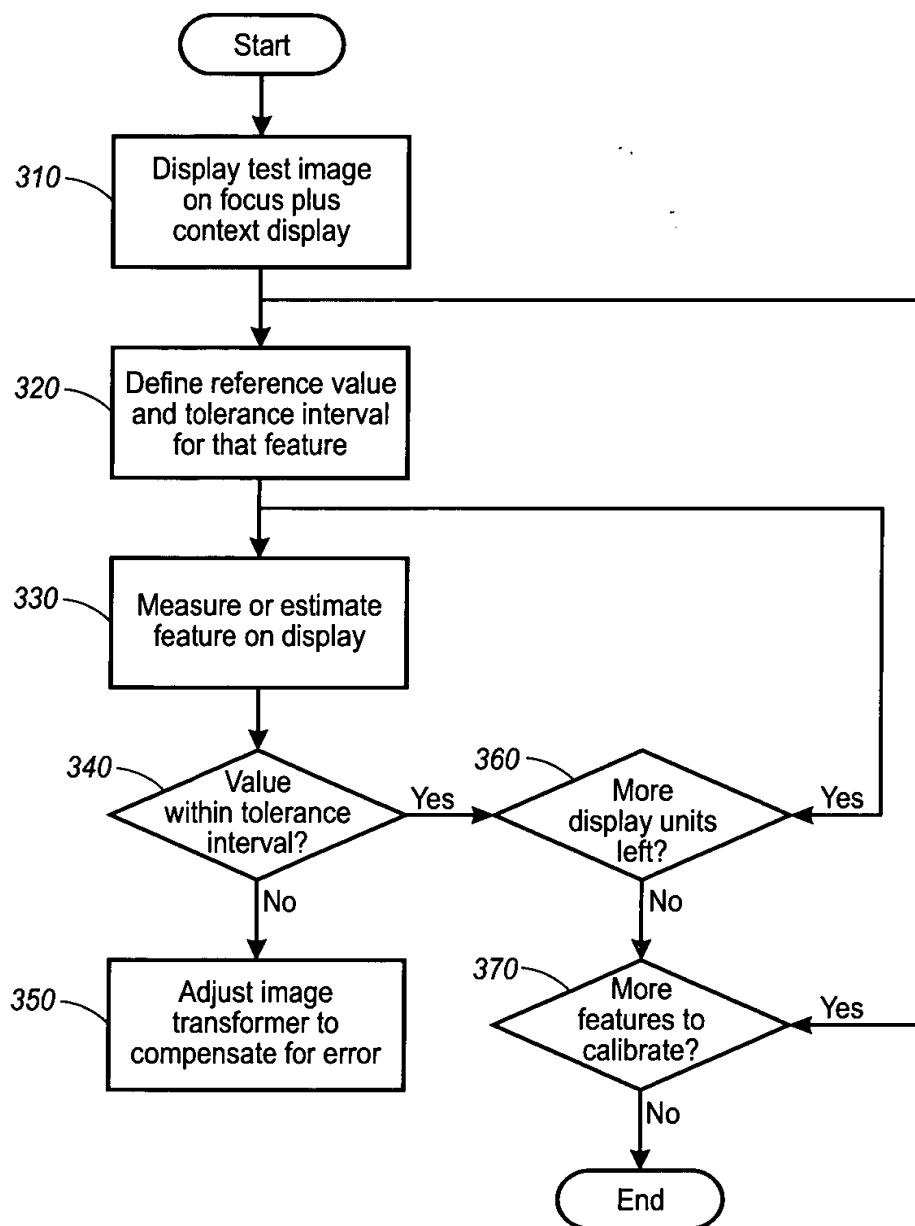 Start
310
Display test image
on focus plus
context display
320
Define reference value
and tolerance interval
for that feature
330
Measure or estimate
feature on display
340
Value
within tolerance
interval?
Yes
360
More
display units
left?
Yes
No
No
350
Adjust image
transformer to
compensate for error
370
More
features to
calibrate?
Yes
No
End